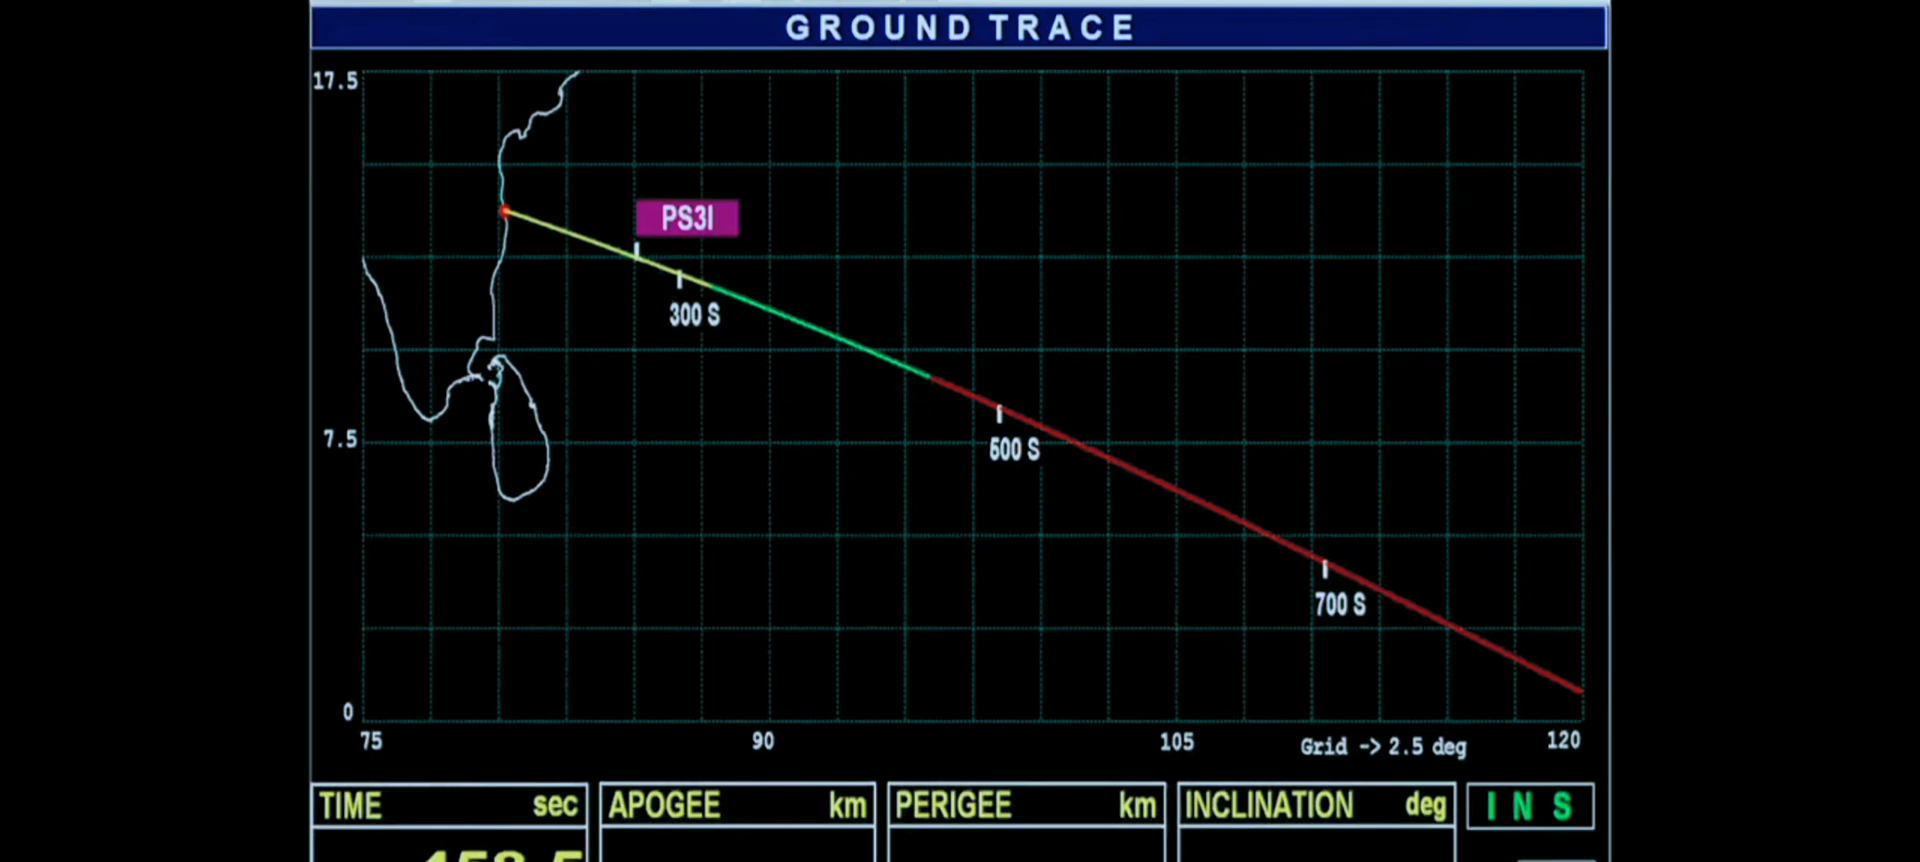 GROUND TRACE
17.5
PS3I
300 S
7.5
500 S
700 S
0
75 90 105 Grid -> 2.5 deg 120
TIME sec APOGEE km PERIGEE km INCLINATION deg INS